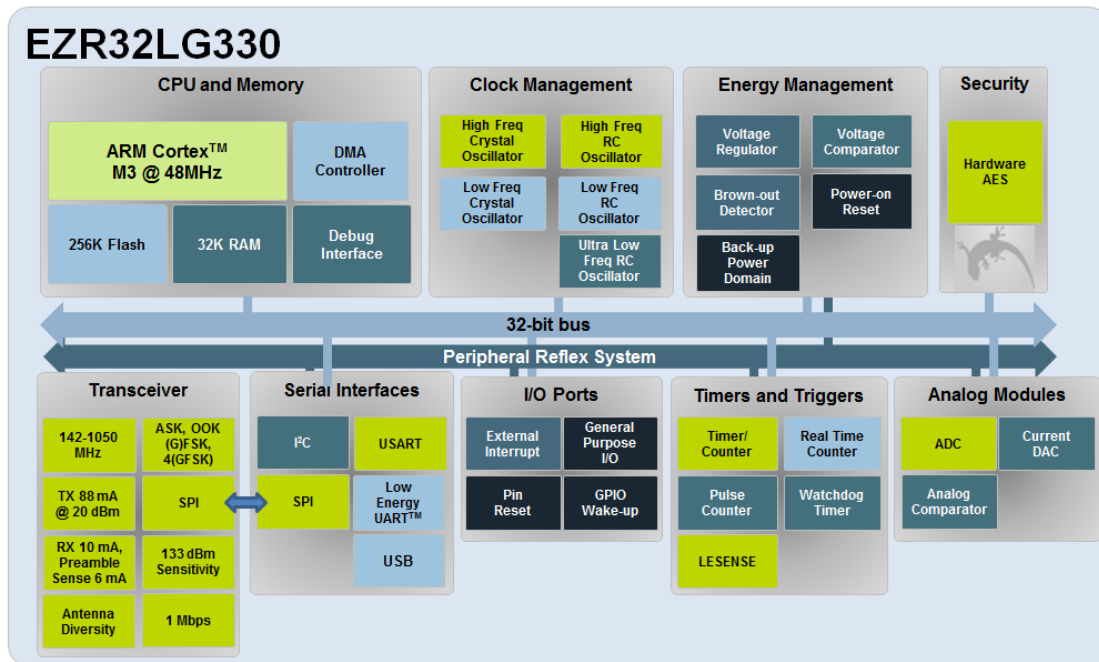 EZR32LG330
CPU and Memory
ARM Cortex™
M3 @ 48MHz
DMA
Controller
256K Flash
32K RAM
Debug
Interface
Clock Management
High Freq
Crystal
Oscillator
High Freq
RC
Oscillator
Low Freq
Crystal
Oscillator
Low Freq
RC
Oscillator
Ultra Low
Freq RC
Oscillator
Energy Management
Voltage
Regulator
Voltage
Comparator
Brown-out
Detector
Power-on
Reset
Back-up
Power
Domain
Security
Hardware
AES
32-bit bus
Peripheral Reflex System
Transceiver
142-1050
MHz
ASK, OOK
(G)FSK,
4(GFSK)
TX 88 mA
@ 20 dBm
SPI
RX 10 mA,
Preamble
Sense 6 mA
133 dBm
Sensitivity
Antenna
Diversity
1 Mbps
Serial Interfaces
I²C
USART
SPI
Low
Energy
UART™
USB
I/O Ports
External
Interrupt
General
Purpose
I/O
Pin
Reset
GPIO
Wake-up
Timers and Triggers
Timer/
Counter
Real Time
Counter
Pulse
Counter
Watchdog
Timer
LESENSE
Analog Modules
ADC
Current
DAC
Analog
Comparator